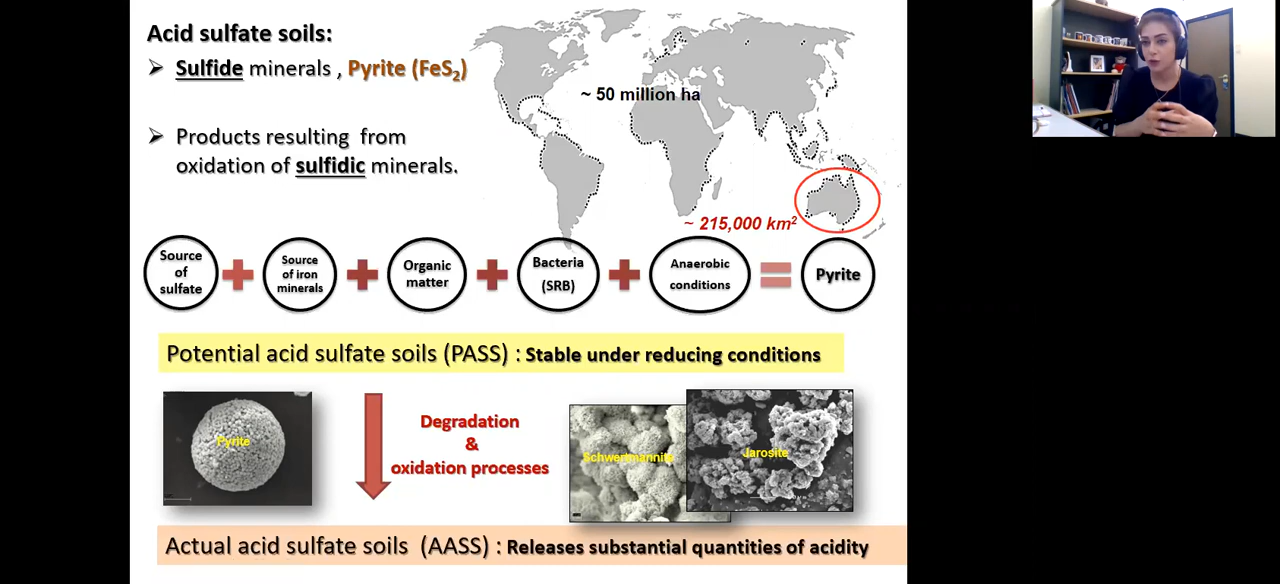 Acid sulfate soils:
➢ Sulfide minerals , Pyrite (FeS₂)
~ 50 million ha
➢ Products resulting from
oxidation of sulfidic minerals.
~ 215,000 km²
Source
of
sulfate
Source
of iron
minerals
Organic
matter
Bacteria
(SRB)
Anaerobic
conditions
Pyrite
Potential acid sulfate soils (PASS) : Stable under reducing conditions
Pyrite
Degradation
&
oxidation processes
Schwertmannite
Jarosite
Actual acid sulfate soils (AASS) : Releases substantial quantities of acidity